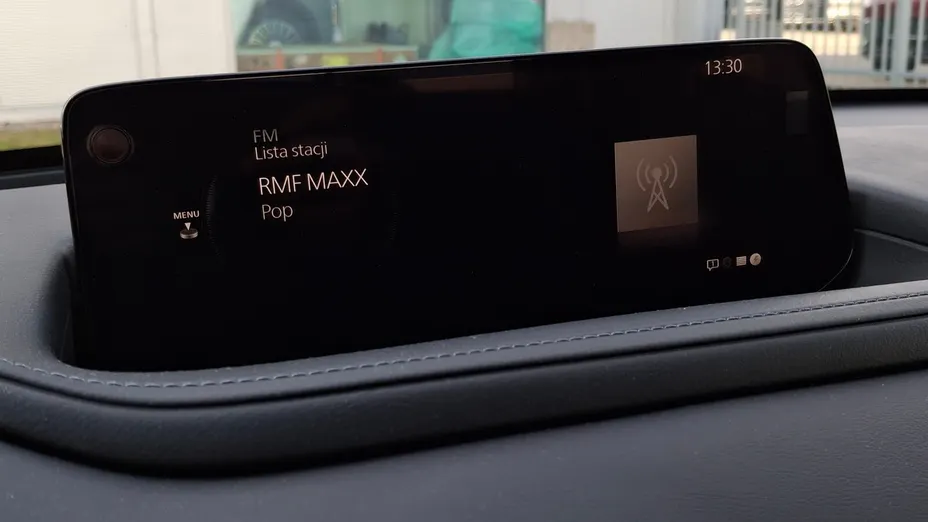 13:30
FM
Lista stacji
RMF MAXX
Pop
MENU